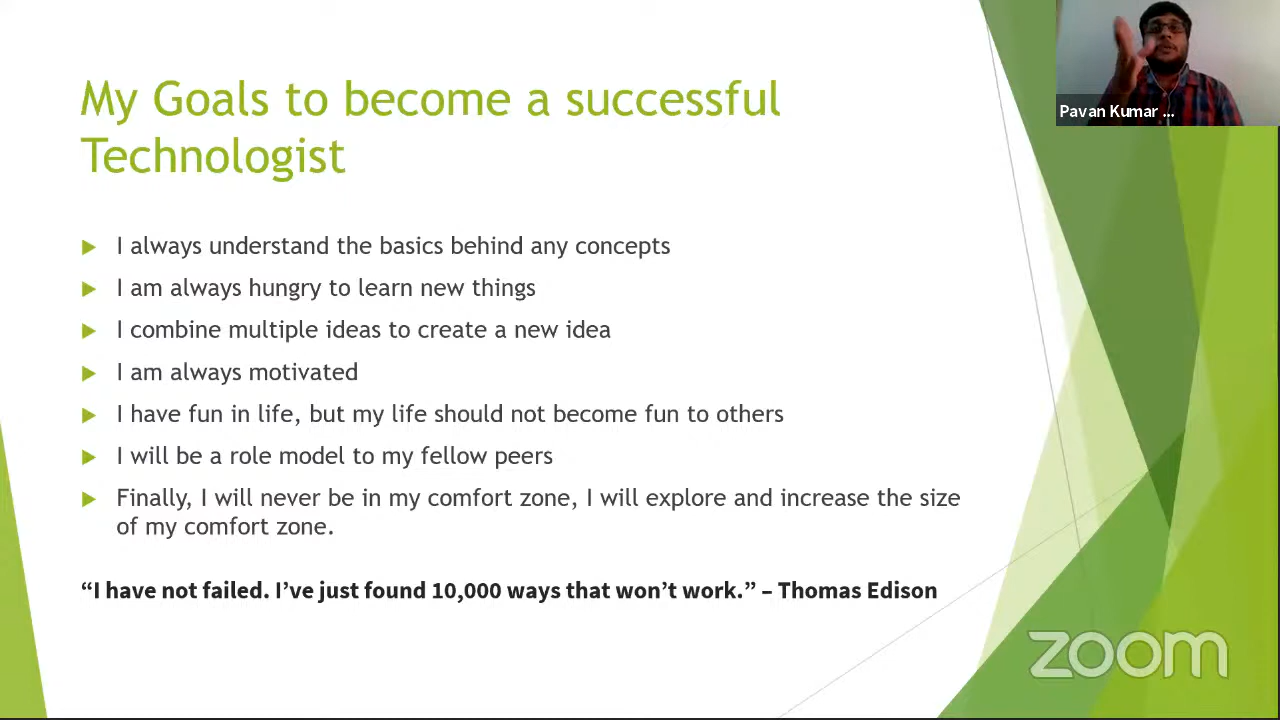 My Goals to become a successful
Technologist
Pavan Kumar ...
I always understand the basics behind any concepts
I am always hungry to learn new things
I combine multiple ideas to create a new idea
I am always motivated
I have fun in life, but my life should not become fun to others
I will be a role model to my fellow peers
Finally, I will never be in my comfort zone, I will explore and increase the size
of my comfort zone.
“I have not failed. I’ve just found 10,000 ways that won’t work.” – Thomas Edison
zoom